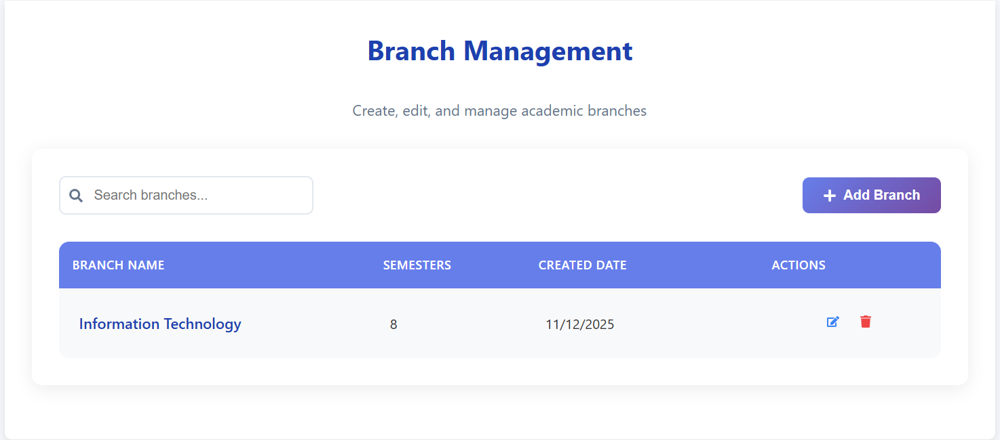 Branch Management
Create, edit, and manage academic branches
Search branches...
Add Branch
BRANCH NAME SEMESTERS CREATED DATE ACTIONS
Information Technology 8 11/12/2025